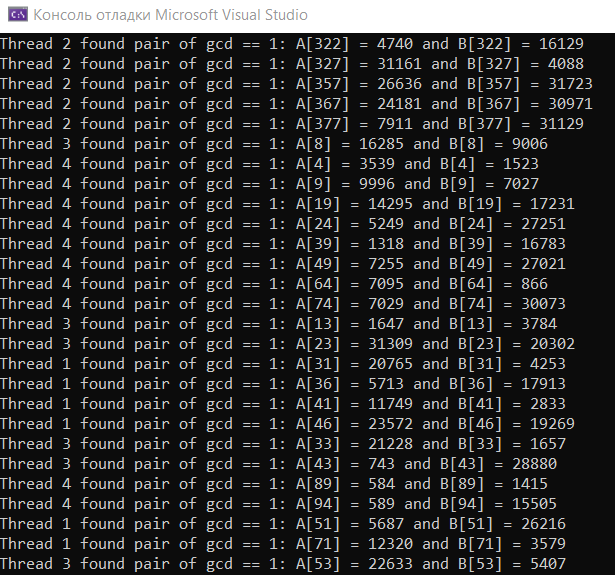 C:\ Консоль отладки Microsoft Visual Studio
Thread 2 found pair of gcd == 1: A[322] = 4740 and B[322] = 16129
Thread 2 found pair of gcd == 1: A[327] = 31161 and B[327] = 4088
Thread 2 found pair of gcd == 1: A[357] = 26636 and B[357] = 31723
Thread 2 found pair of gcd == 1: A[367] = 24181 and B[367] = 30971
Thread 2 found pair of gcd == 1: A[377] = 7911 and B[377] = 31129
Thread 3 found pair of gcd == 1: A[8] = 16285 and B[8] = 9006
Thread 4 found pair of gcd == 1: A[4] = 3539 and B[4] = 1523
Thread 4 found pair of gcd == 1: A[9] = 9996 and B[9] = 7027
Thread 4 found pair of gcd == 1: A[19] = 14295 and B[19] = 17231
Thread 4 found pair of gcd == 1: A[24] = 5249 and B[24] = 27251
Thread 4 found pair of gcd == 1: A[39] = 1318 and B[39] = 16783
Thread 4 found pair of gcd == 1: A[49] = 7255 and B[49] = 27021
Thread 4 found pair of gcd == 1: A[64] = 7095 and B[64] = 866
Thread 4 found pair of gcd == 1: A[74] = 7029 and B[74] = 30073
Thread 3 found pair of gcd == 1: A[13] = 1647 and B[13] = 3784
Thread 3 found pair of gcd == 1: A[23] = 31309 and B[23] = 20302
Thread 1 found pair of gcd == 1: A[31] = 20765 and B[31] = 4253
Thread 1 found pair of gcd == 1: A[36] = 5713 and B[36] = 17913
Thread 1 found pair of gcd == 1: A[41] = 11749 and B[41] = 2833
Thread 1 found pair of gcd == 1: A[46] = 23572 and B[46] = 19269
Thread 3 found pair of gcd == 1: A[33] = 21228 and B[33] = 1657
Thread 3 found pair of gcd == 1: A[43] = 743 and B[43] = 28880
Thread 4 found pair of gcd == 1: A[89] = 584 and B[89] = 1415
Thread 4 found pair of gcd == 1: A[94] = 589 and B[94] = 15505
Thread 1 found pair of gcd == 1: A[51] = 5687 and B[51] = 26216
Thread 1 found pair of gcd == 1: A[71] = 12320 and B[71] = 3579
Thread 3 found pair of gcd == 1: A[53] = 22633 and B[53] = 5407